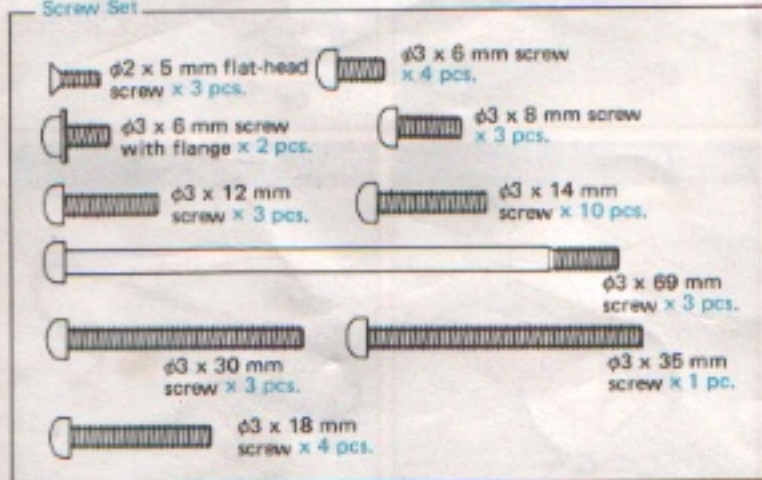 Screw Set
φ2 x 5 mm flat-head
screw x 3 pcs.
φ3 x 6 mm screw
x 4 pcs.
φ3 x 6 mm screw
with flange x 2 pcs.
φ3 x 8 mm screw
x 3 pcs.
φ3 x 12 mm
screw x 3 pcs.
φ3 x 14 mm
screw x 10 pcs.
φ3 x 69 mm
screw x 3 pcs.
φ3 x 30 mm
screw x 3 pcs.
φ3 x 35 mm
screw x 1 pc.
φ3 x 18 mm
screw x 4 pcs.